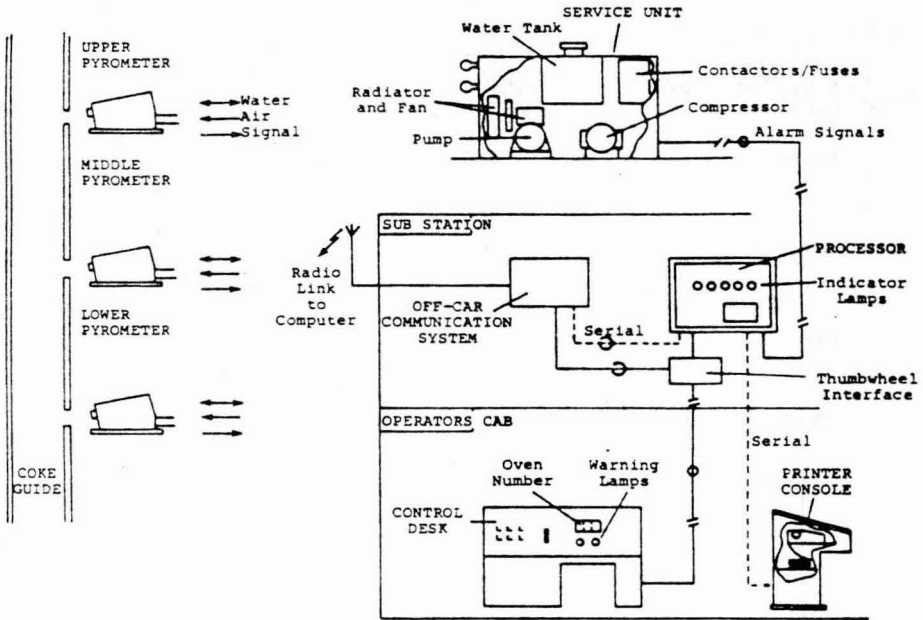 SERVICE UNIT
Water Tank
Contactors/Fuses
Radiator
and Fan
Compressor
Pump
Alarm Signals
UPPER
PYROMETER
Water
Air
Signal
MIDDLE
PYROMETER
LOWER
PYROMETER
COKE
GUIDE
SUB STATION
PROCESSOR
Indicator
Lamps
Radio
Link
to
Computer
OFF-CAR
COMMUNICATION
SYSTEM
Serial
Thumbwheel
Interface
OPERATORS CAB
Serial
Oven
Number
Warning
Lamps
CONTROL
DESK
PRINTER
CONSOLE